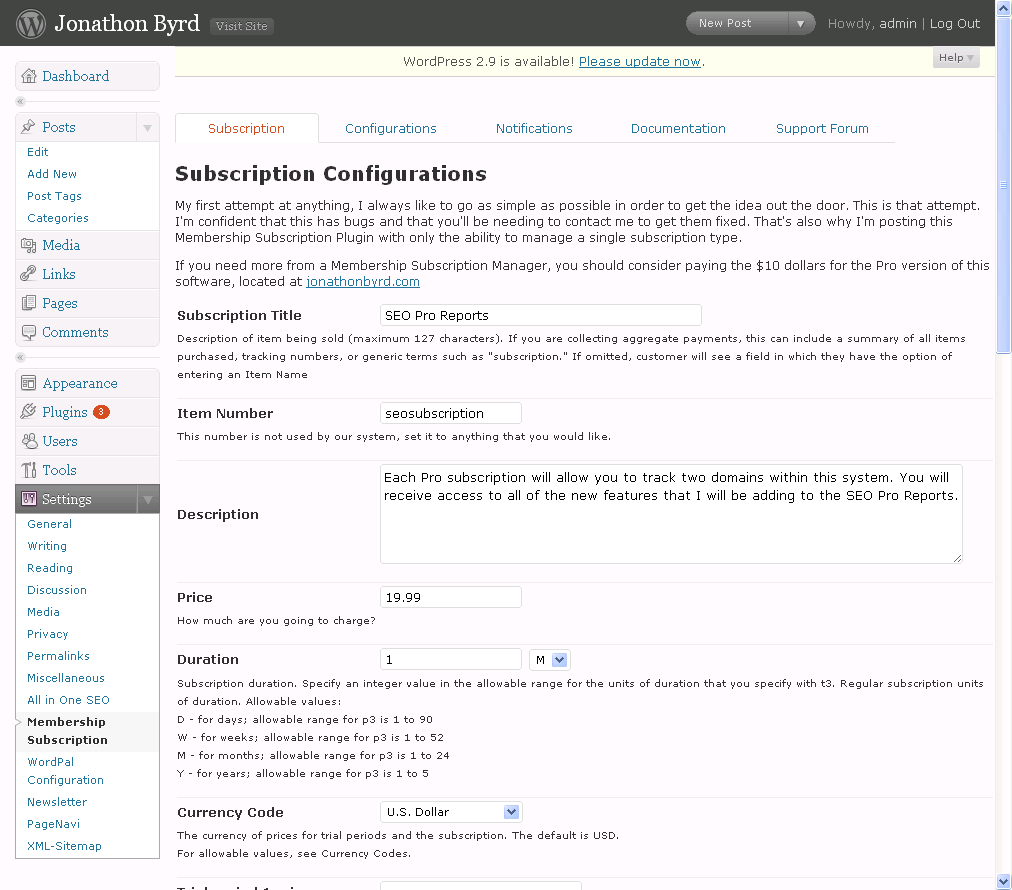 Jonathon Byrd
Visit Site
New Post
Howdy, admin | Log Out
WordPress 2.9 is available! Please update now.
Help
Dashboard
Posts
Edit
Add New
Post Tags
Categories
Media
Links
Pages
Comments
Appearance
Plugins 3
Users
Tools
Settings
General
Writing
Reading
Discussion
Media
Privacy
Permalinks
Miscellaneous
All in One SEO
Membership
Subscription
WordPal
Configuration
Newsletter
PageNavi
XML-Sitemap
Subscription
Configurations
Notifications
Documentation
Support Forum
Subscription Configurations
My first attempt at anything, I always like to go as simple as possible in order to get the idea out the door. This is that attempt.
I'm confident that this has bugs and that you'll be needing to contact me to get them fixed. That's also why I'm posting this
Membership Subscription Plugin with only the ability to manage a single subscription type.
If you need more from a Membership Subscription Manager, you should consider paying the $10 dollars for the Pro version of this
software, located at jonathonbyrd.com
Subscription Title
SEO Pro Reports
Description of item being sold (maximum 127 characters). If you are collecting aggregate payments, this can include a summary of all items
purchased, tracking numbers, or generic terms such as "subscription." If omitted, customer will see a field in which they have the option of
entering an Item Name
Item Number
seosubscription
This number is not used by our system, set it to anything that you would like.
Description
Each Pro subscription will allow you to track two domains within this system. You will
receive access to all of the new features that I will be adding to the SEO Pro Reports.
Price
19.99
How much are you going to charge?
Duration
1
M
Subscription duration. Specify an integer value in the allowable range for the units of duration that you specify with t3. Regular subscription units
of duration. Allowable values:
D - for days; allowable range for p3 is 1 to 90
W - for weeks; allowable range for p3 is 1 to 52
M - for months; allowable range for p3 is 1 to 24
Y - for years; allowable range for p3 is 1 to 5
Currency Code
U.S. Dollar
The currency of prices for trial periods and the subscription. The default is USD.
For allowable values, see Currency Codes.